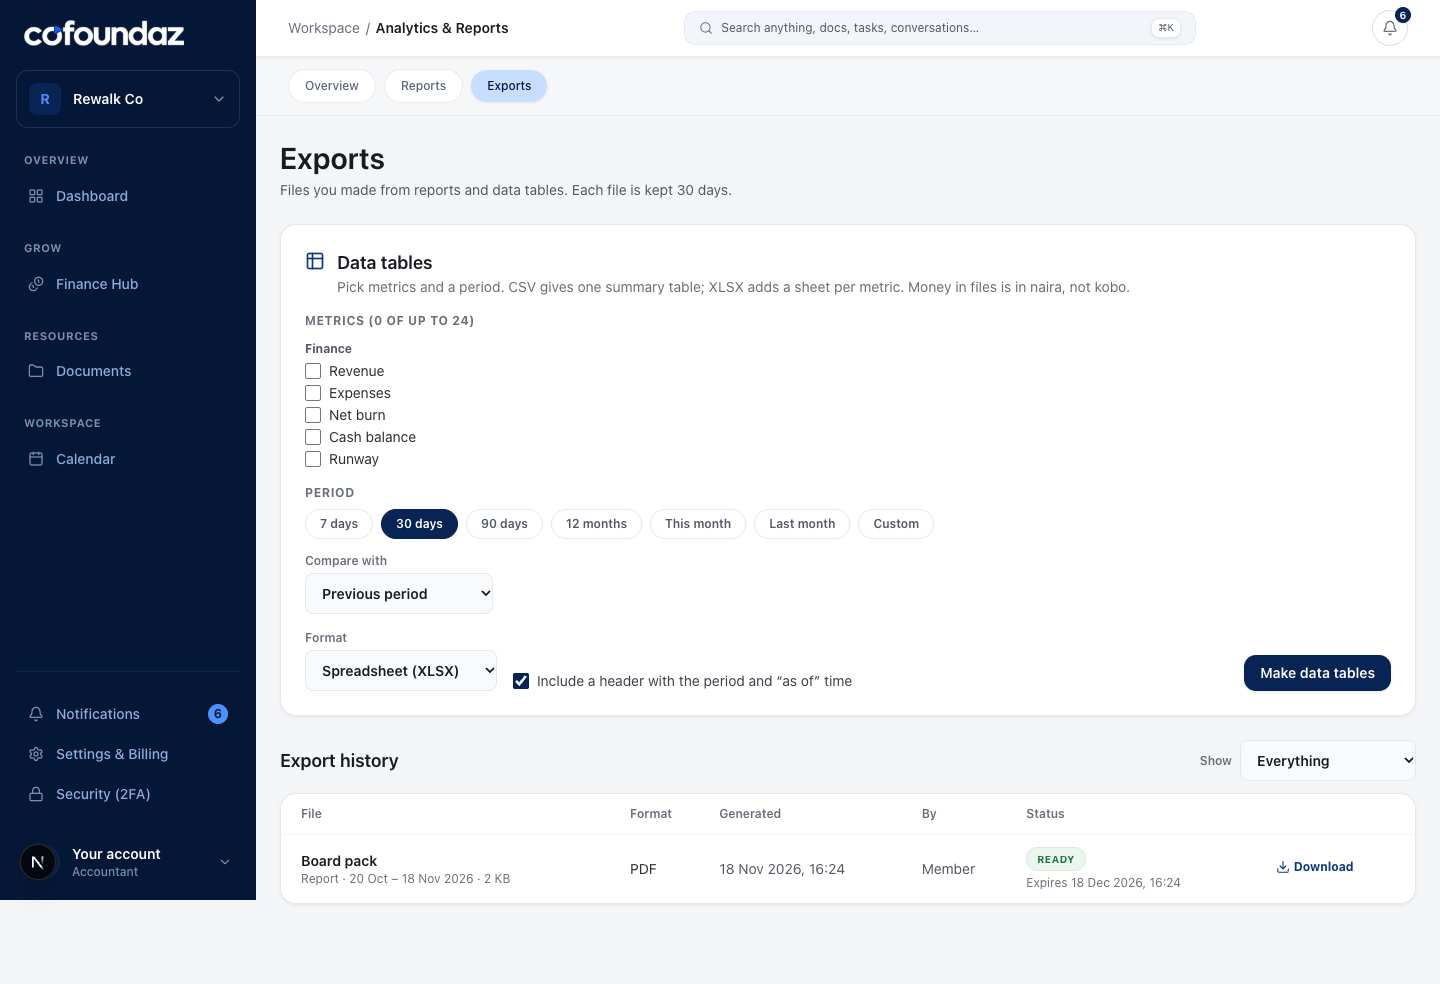 cofoundaz
R
Rewalk Co
OVERVIEW
Dashboard
GROW
Finance Hub
RESOURCES
Documents
WORKSPACE
Calendar
Notifications
6
Settings & Billing
Security (2FA)
N
Your account
Accountant
Workspace / Analytics & Reports
Search anything, docs, tasks, conversations...
⌘K
6
Overview
Reports
Exports
Exports
Files you made from reports and data tables. Each file is kept 30 days.
Data tables
Pick metrics and a period. CSV gives one summary table; XLSX adds a sheet per metric. Money in files is in naira, not kobo.
METRICS (0 OF UP TO 24)
Finance
Revenue
Expenses
Net burn
Cash balance
Runway
PERIOD
7 days
30 days
90 days
12 months
This month
Last month
Custom
Compare with
Previous period
Format
Spreadsheet (XLSX)
Include a header with the period and “as of” time
Make data tables
Export history
Show
Everything
File
Format
Generated
By
Status
Board pack
Report · 20 Oct – 18 Nov 2026 · 2 KB
PDF
18 Nov 2026, 16:24
Member
READY
Expires 18 Dec 2026, 16:24
Download